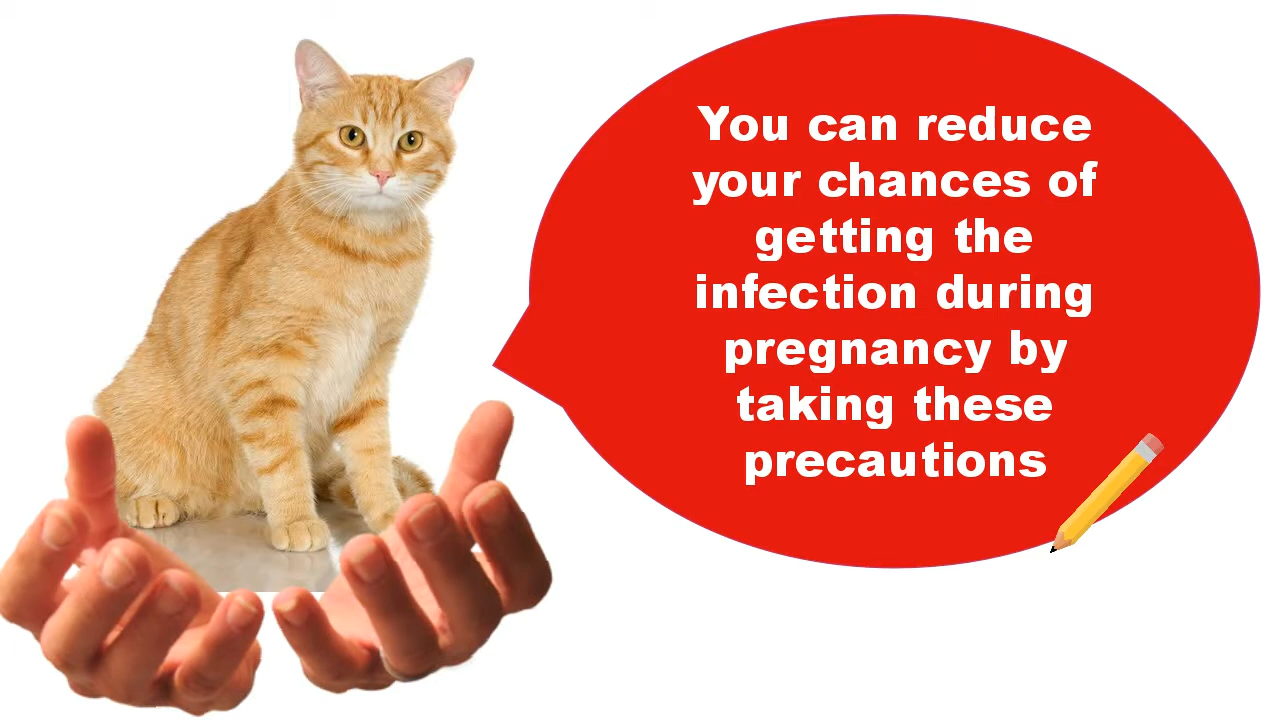 You can reduce
your chances of
getting the
infection during
pregnancy by
taking these
precautions